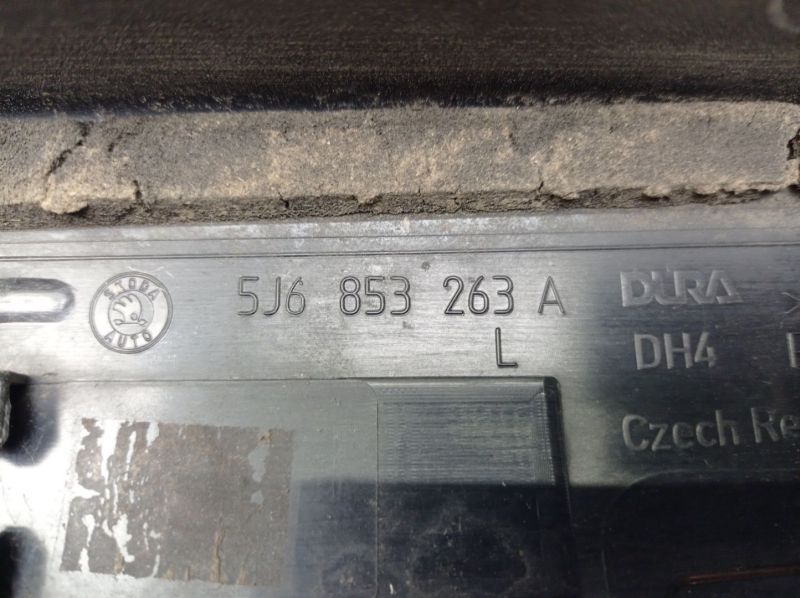 ŠKODA
AUTO
5J6 853 263 A
L
DURA
DH4
Czech Re